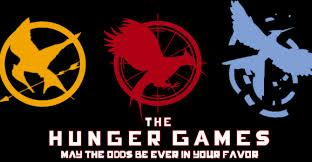 THE
HUNGER GAMES
MAY THE ODDS BE EVER IN YOUR FAVOR